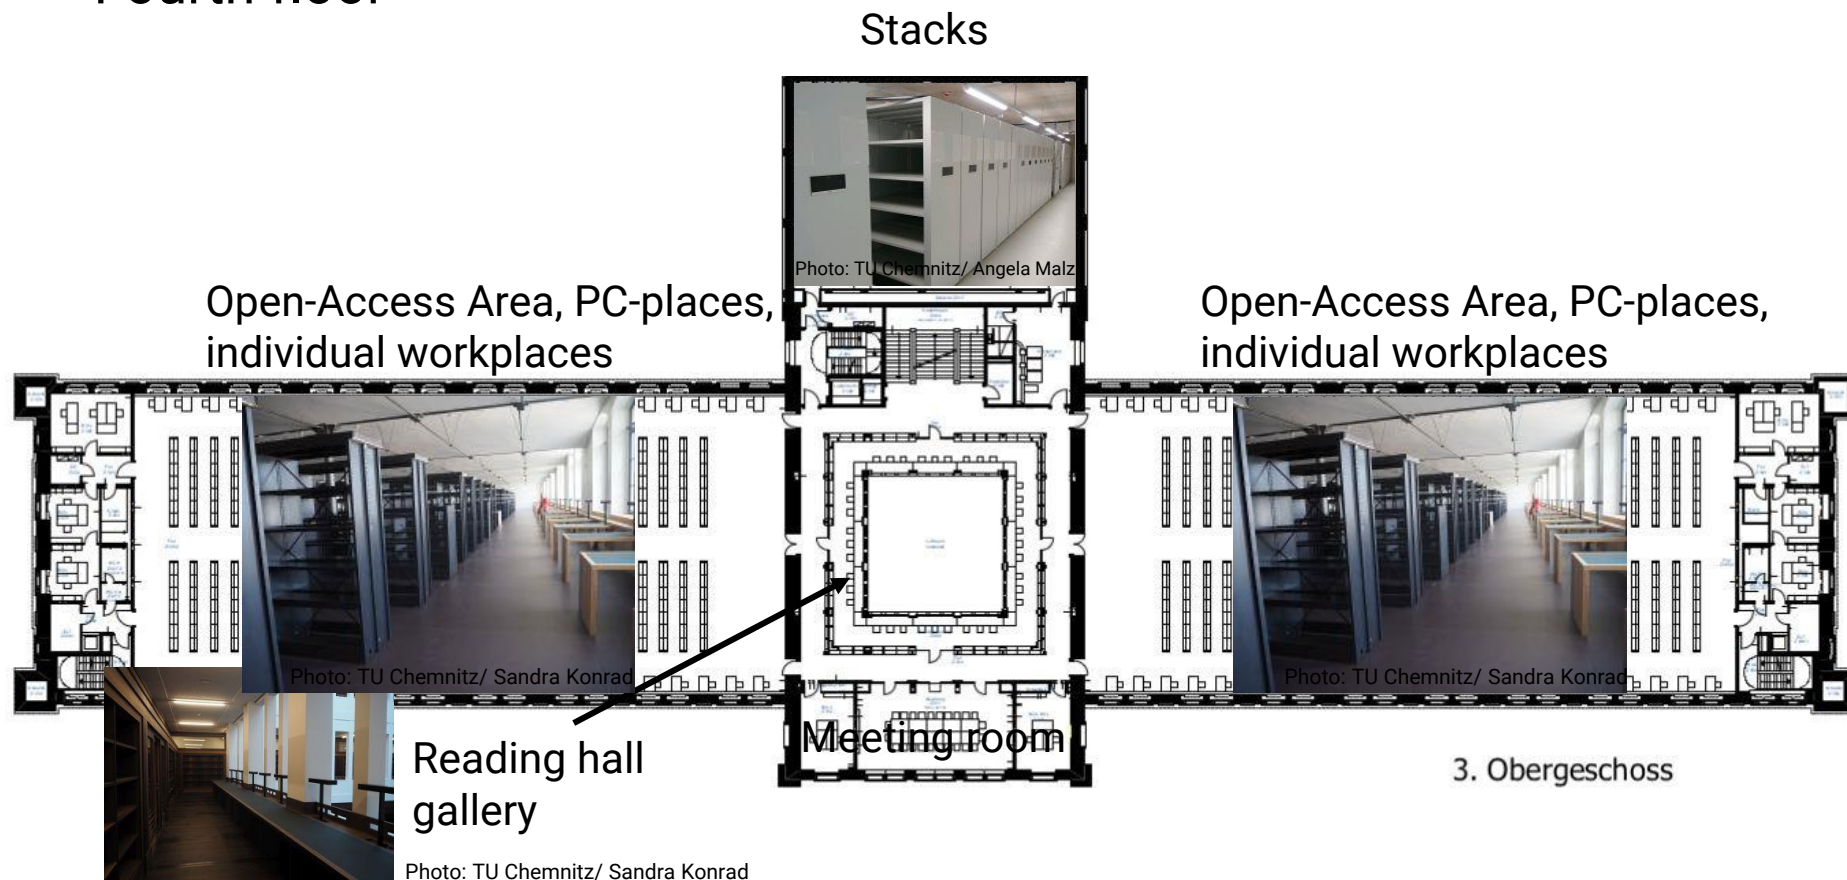 Fourth floor
Stacks
Photo: TU Chemnitz/ Angela Malz
Open-Access Area, PC-places,
individual workplaces
Open-Access Area, PC-places,
individual workplaces
Photo: TU Chemnitz/ Sandra Konrad
Photo: TU Chemnitz/ Sandra Konrad
Meeting room
Reading hall
gallery
3. Obergeschoss
Photo: TU Chemnitz/ Sandra Konrad